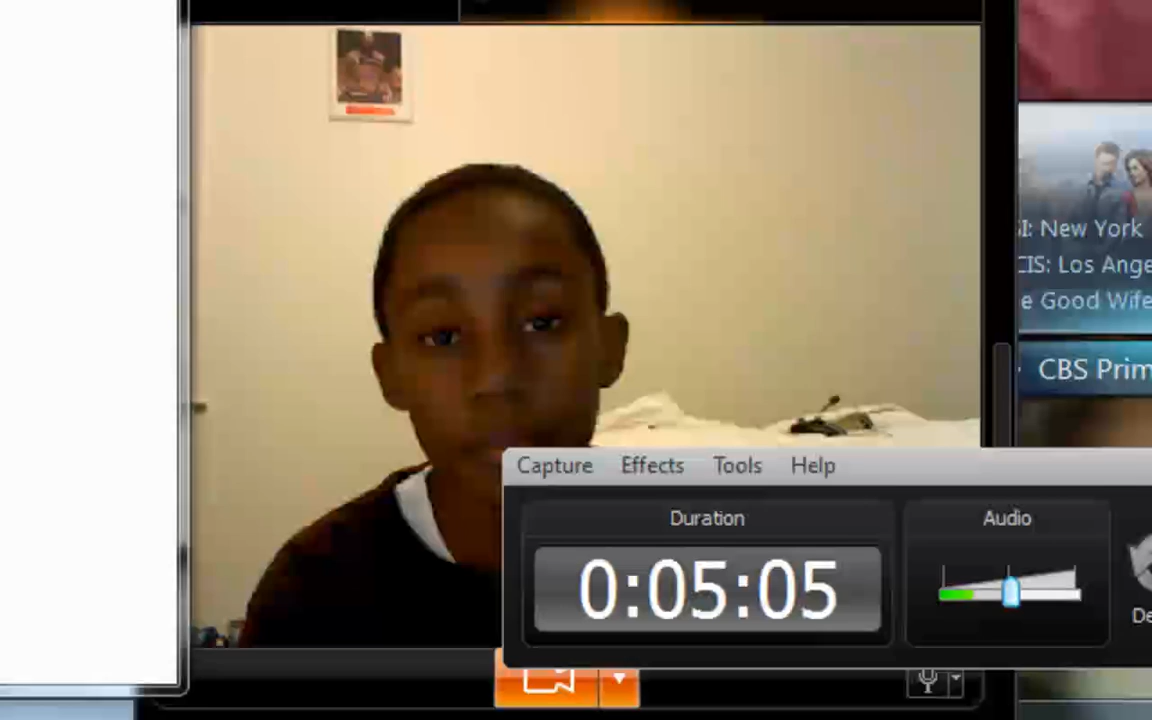 SI: New York
CIS: Los Ange
e Good Wife
CBS Prim
Capture Effects Tools Help
Duration
Audio
0:05:05
De